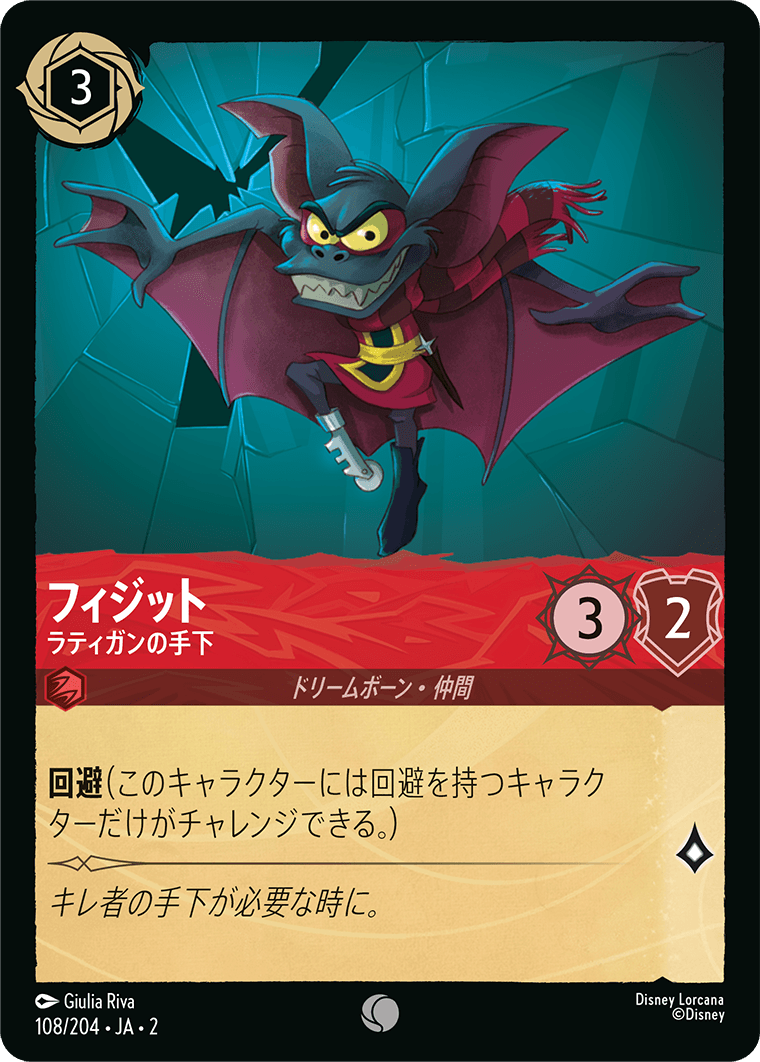 3
フィジット
ラティガンの手下
3
2
ドリームボーン・仲間
回避(このキャラクターには回避を持つキャラク
ターだけがチャレンジできる。)
キレ者の手下が必要な時に。
Giulia Riva
108/204・JA・2
Disney Lorcana
©Disney